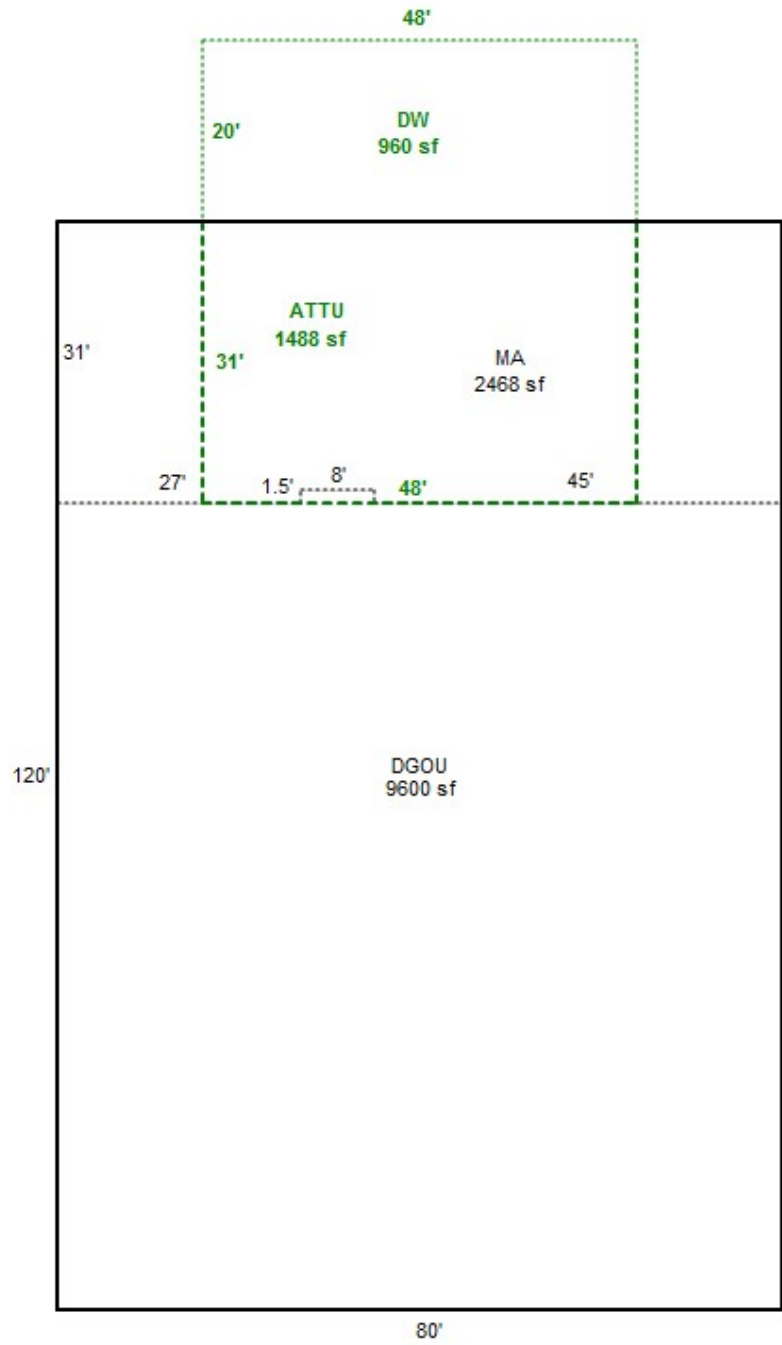 48'
20'
DW
960 sf
ATTU
1488 sf
31'
31'
MA
2468 sf
27'
1.5'
8'
48'
45'
120'
DGOU
9600 sf
80'